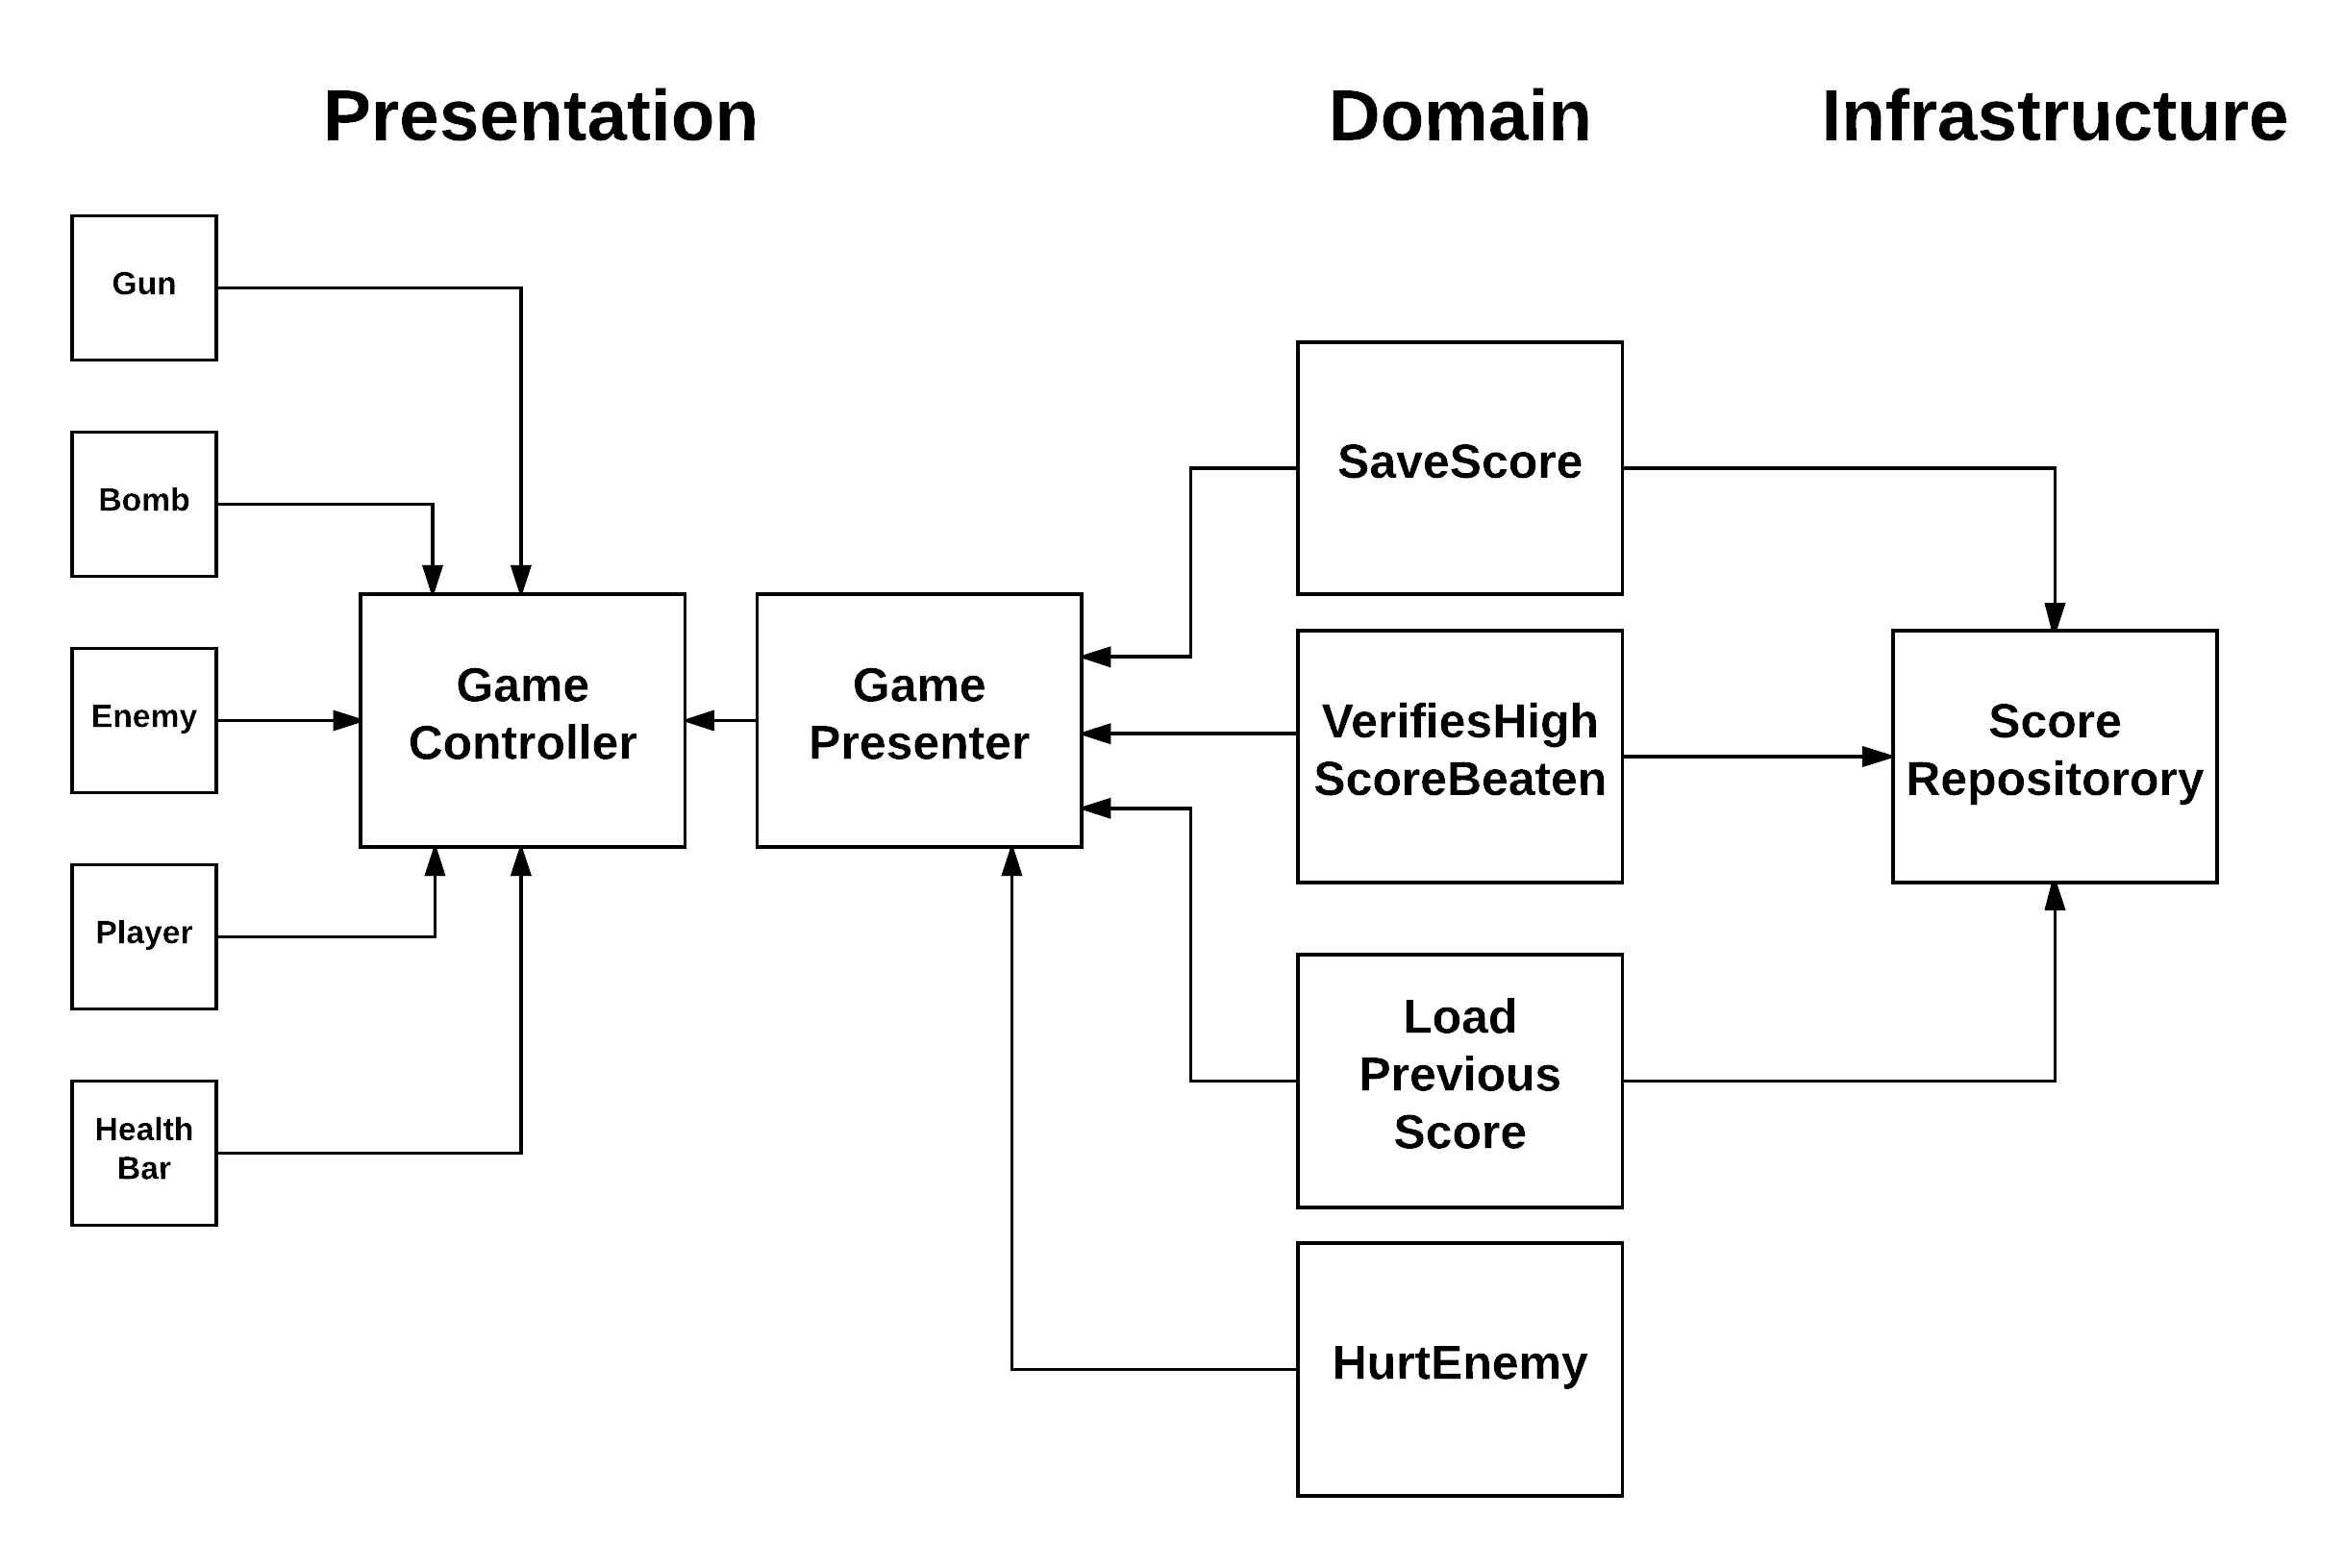 Presentation
Domain
Infrastructure
Gun
Bomb
Enemy
Player
Health
Bar
Game
Controller
Game
Presenter
SaveScore
VerifiesHigh
ScoreBeaten
Load
Previous
Score
HurtEnemy
Score
Repositorory